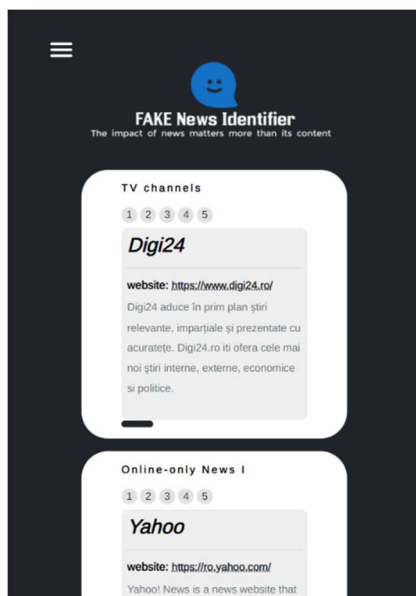 FAKE News Identifier
The impact of news matters more than its content
TV channels
1 2 3 4 5
Digi24
website: https://www.digi24.ro/
Digi24 aduce în prim plan știri
relevante, imparțiale și prezentate cu
acuratețe. Digi24.ro iti ofera cele mai
noi știri interne, externe, economice
si politice.
Online-only News I
1 2 3 4 5
Yahoo
website: https://ro.yahoo.com/
Yahoo! News is a news website that